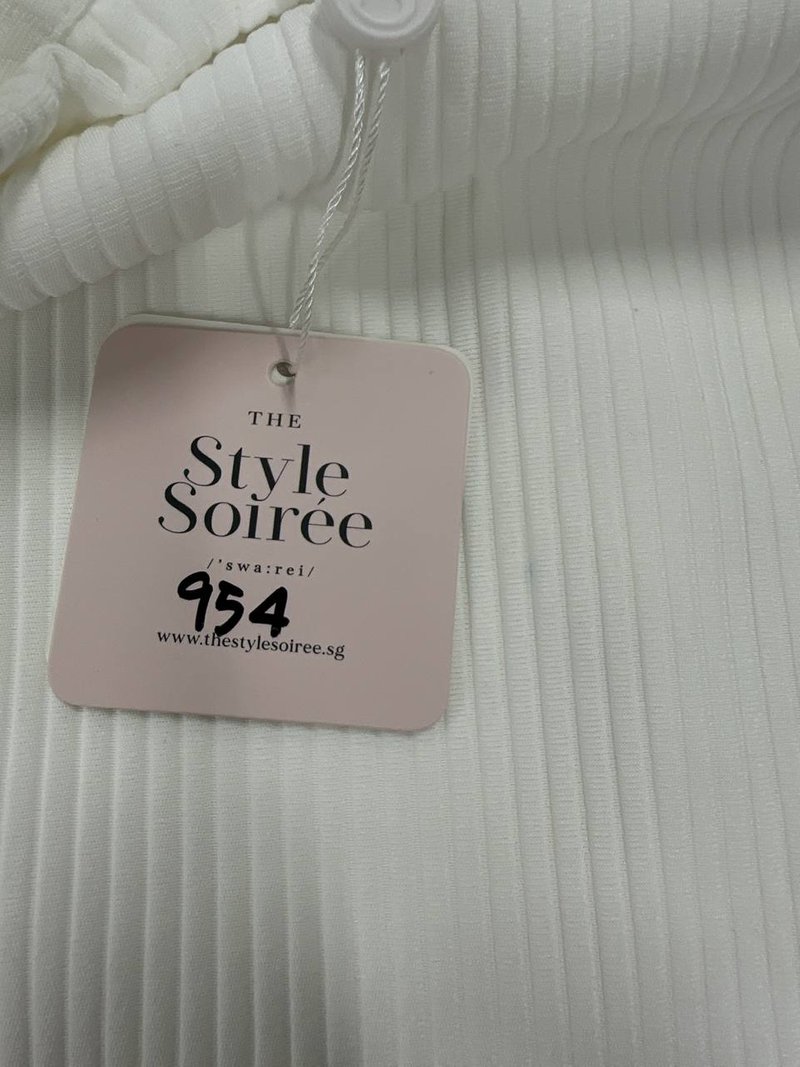 THE
Style
Soirée
/'swa:rei/
954
www.thestylesoiree.sg